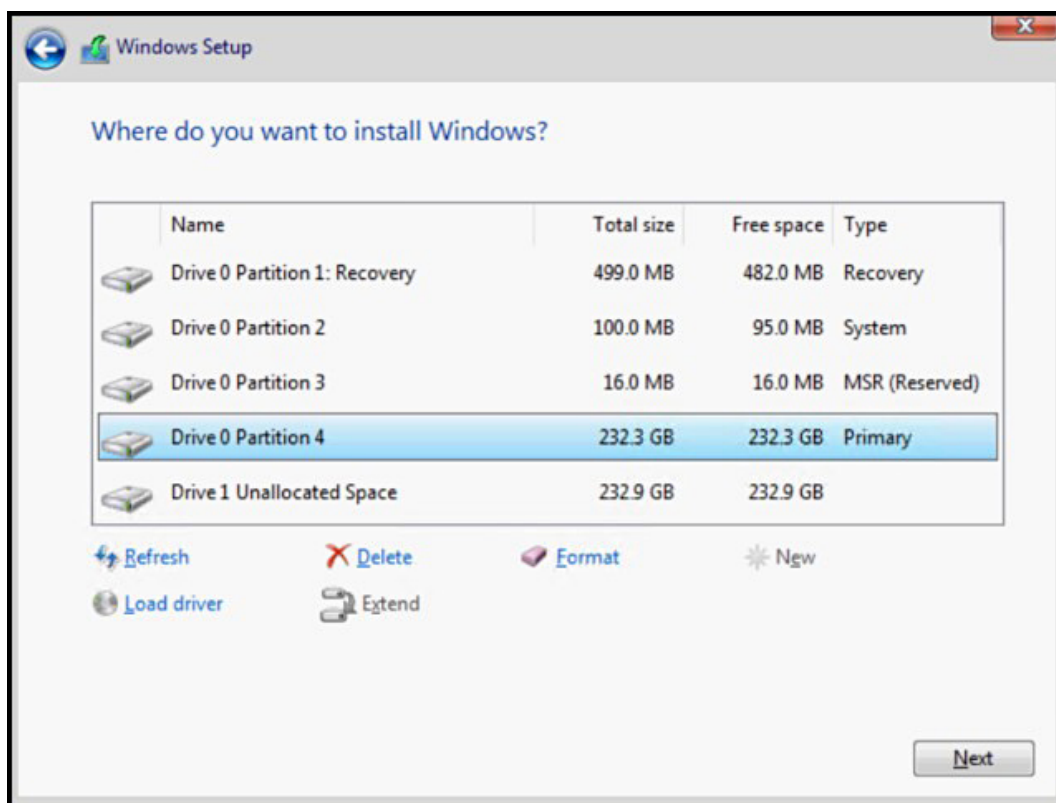 Windows Setup
Where do you want to install Windows?
Name Total size Free space Type
Drive 0 Partition 1: Recovery 499.0 MB 482.0 MB Recovery
Drive 0 Partition 2 100.0 MB 95.0 MB System
Drive 0 Partition 3 16.0 MB 16.0 MB MSR (Reserved)
Drive 0 Partition 4 232.3 GB 232.3 GB Primary
Drive 1 Unallocated Space 232.9 GB 232.9 GB
Refresh Delete Format New
Load driver Extend
Next